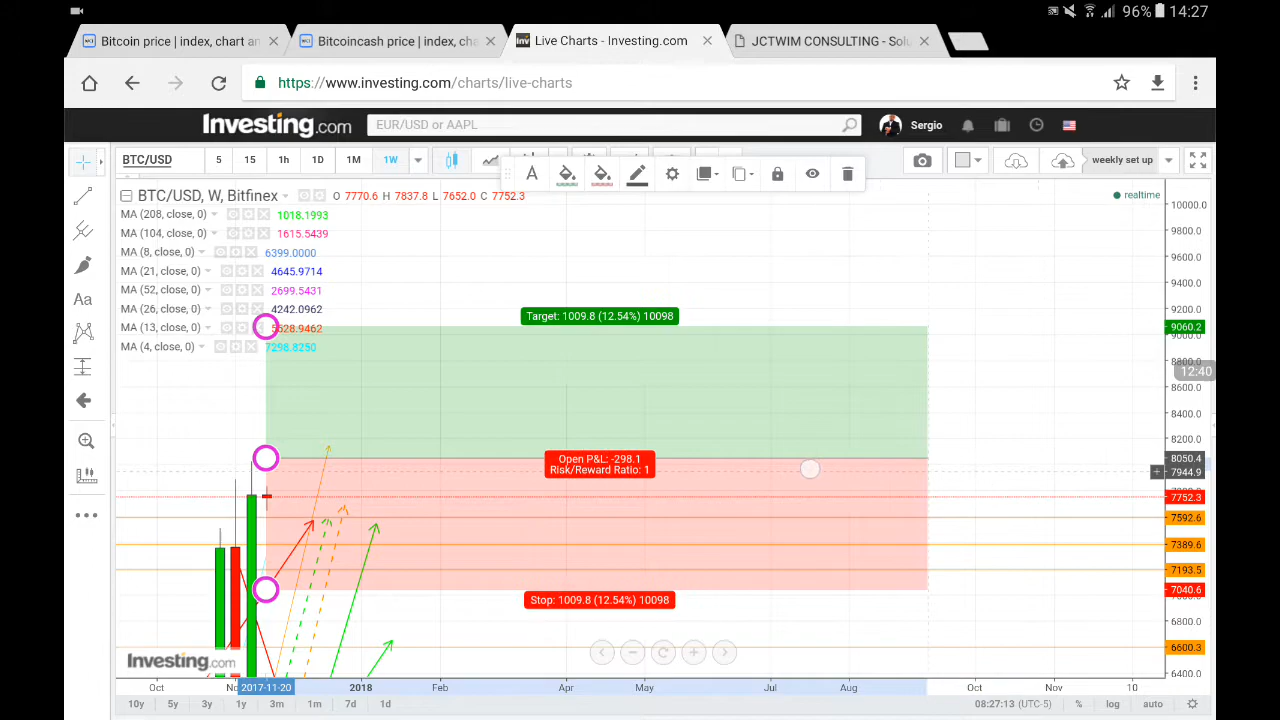 96% 14:27
Bitcoin price | index, chart an
Bitcoincash price | index, cha
Inv Live Charts - Investing.com
JCTWIM CONSULTING - Solu
https://www.investing.com/charts/live-charts
Investing.com
EUR/USD or AAPL
Sergio
BTC/USD 5 15 1h 1D 1M 1W
weekly set up
BTC/USD, W, Bitfinex O 7770.6 H 7837.8 L 7652.0 C 7752.3
realtime
MA (208, close, 0) 1018.1993
MA (104, close, 0) 1615.5439
MA (8, close, 0) 6399.0000
MA (21, close, 0) 4645.9714
MA (52, close, 0) 2699.5431
MA (26, close, 0) 4242.0962
MA (13, close, 0) 5628.9462
MA (4, close, 0) 7298.8250
Aa
Target: 1009.8 (12.54%) 10098
Open P&L: -298.1
Risk/Reward Ratio: 1
Stop: 1009.8 (12.54%) 10098
10000.0
9800.0
9600.0
9400.0
9200.0
9060.2
9000.0
8800.0
12:40
8600.0
8400.0
8200.0
8050.4
7944.9
7752.3
7592.6
7389.6
7193.5
7040.6
6600.3
6400.0
Investing.com
Oct No 2017-11-20 2018 Feb Apr May Jul Aug Oct Nov 10
10y 5y 3y 1y 3m 1m 7d 1d
08:27:13 (UTC-5) % log auto